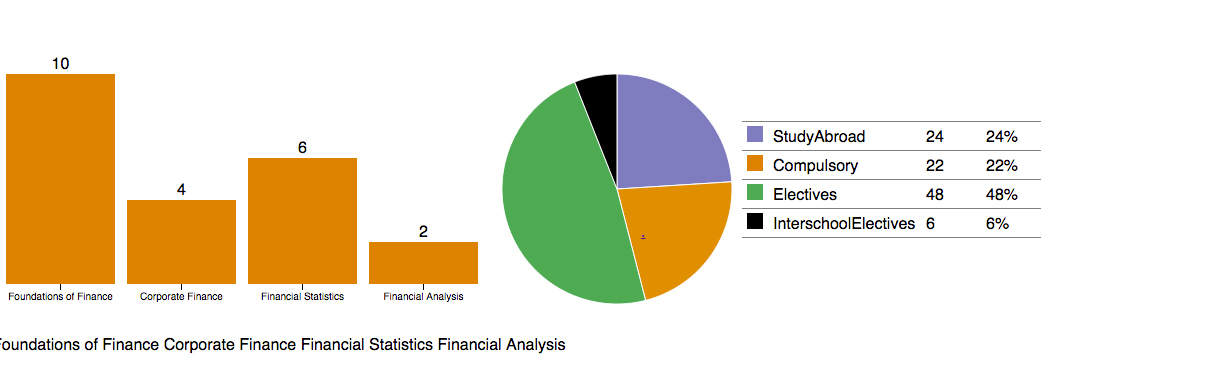 10
4
6
2
Foundations of Finance
Corporate Finance
Financial Statistics
Financial Analysis
StudyAbroad 24 24%
Compulsory 22 22%
Electives 48 48%
InterschoolElectives 6 6%
oundations of Finance Corporate Finance Financial Statistics Financial Analysis